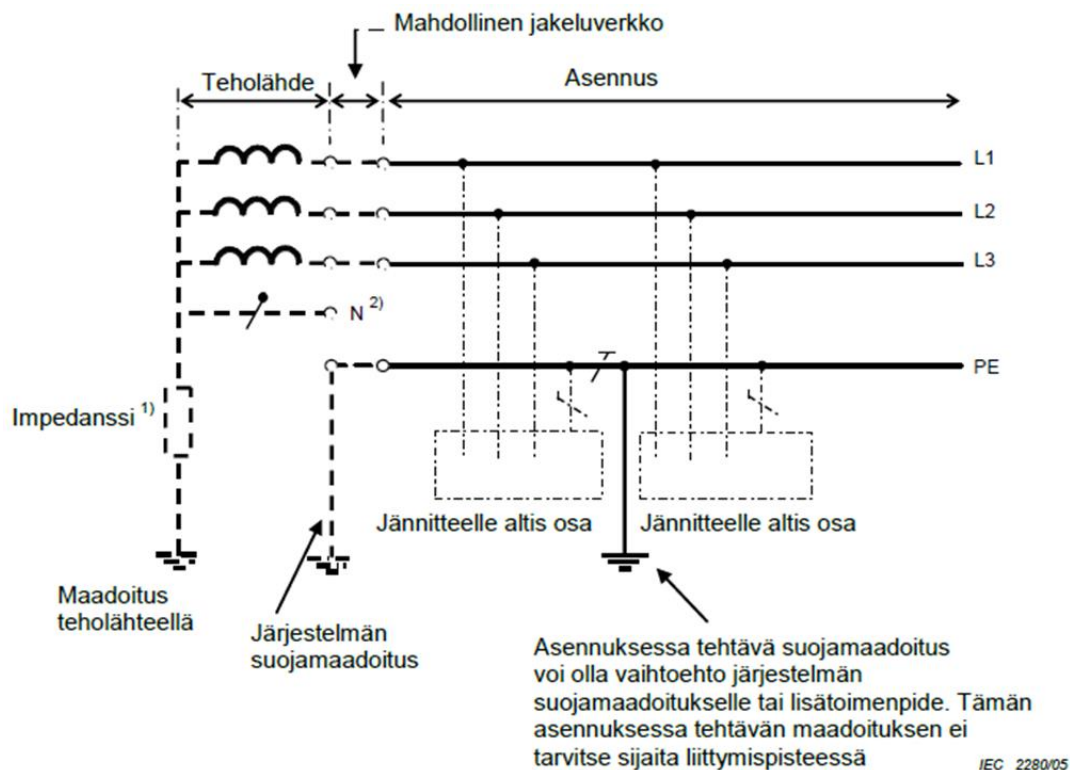 Mahdollinen jakeluverkko
Teholähde
Asennus
L1
L2
L3
N 2)
PE
Impedanssi 1)
Jännitteelle altis osa
Jännitteelle altis osa
Maadoitus
teholähteellä
Järjestelmän
suojamaadoitus
Asennuksessa tehtävä suojamaadoitus
voi olla vaihtoehto järjestelmän
suojamaadoitukselle tai lisätoimenpide. Tämän
asennuksessa tehtävän maadoituksen ei
tarvitse sijaita liittymispisteessä
IEC 2280/05